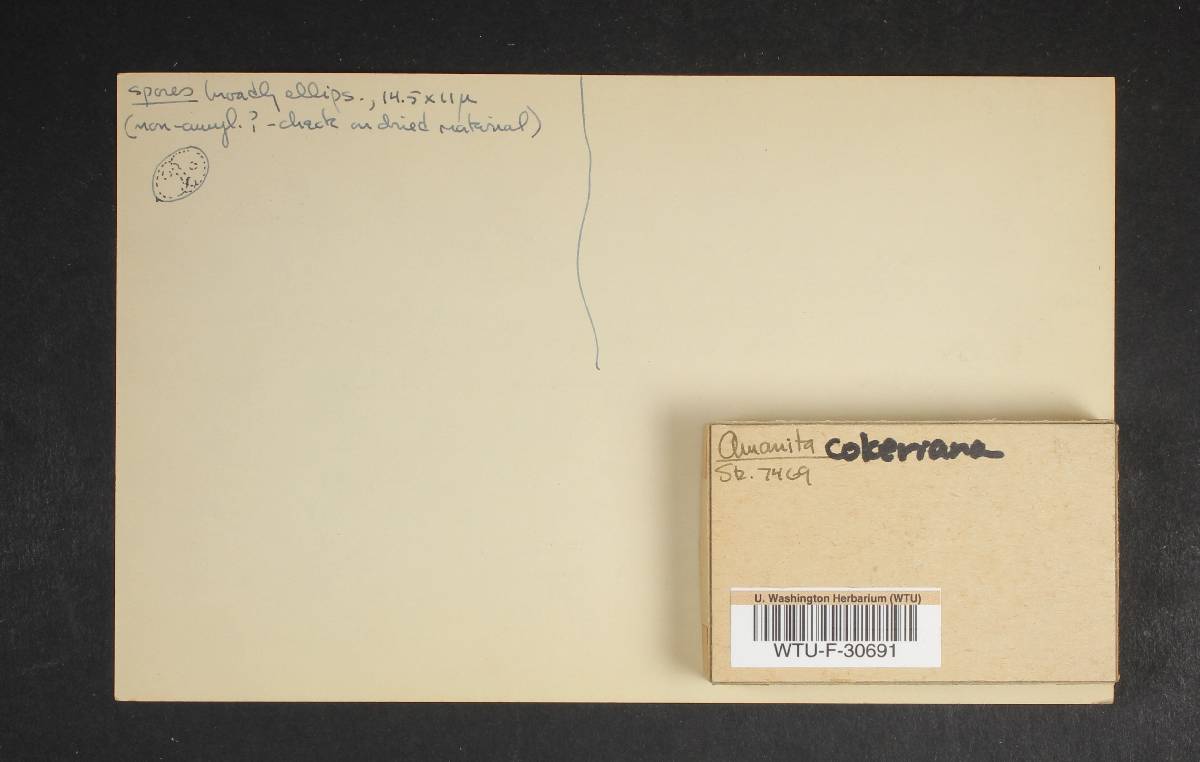 spores broadly ellips., 14.5 x 11 µ
(non-amyl.? - check on dried material)
Amanita cokeriana
St. 7469
U. Washington Herbarium (WTU)
WTU-F-30691